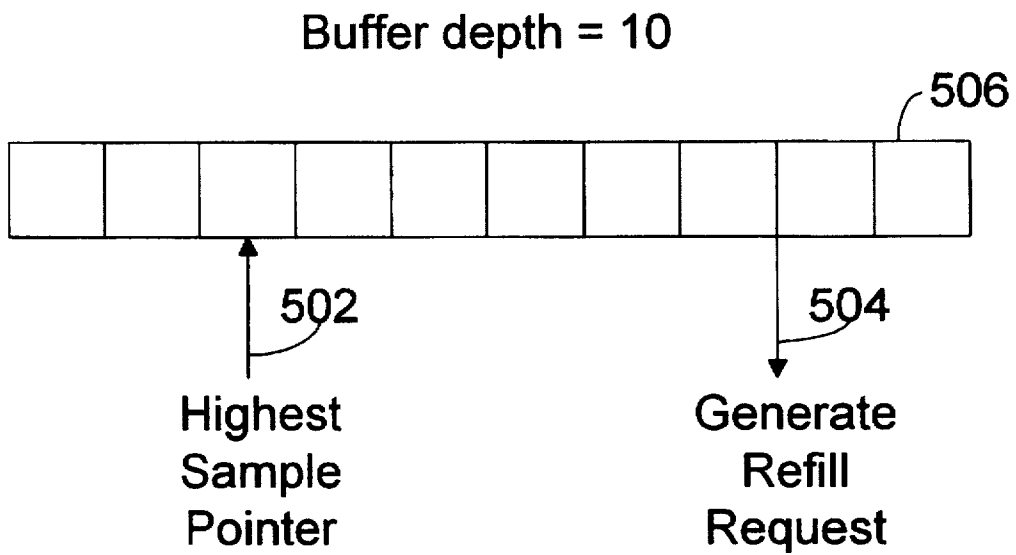 Buffer depth = 10
506
502
504
Highest
Sample
Pointer
Generate
Refill
Request